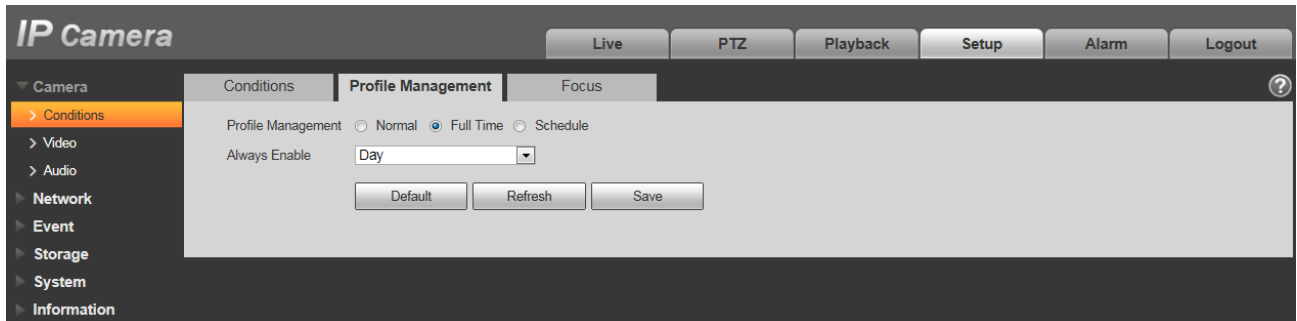 IP Camera
Live PTZ Playback Setup Alarm Logout
Camera
Conditions Profile Management Focus
?
> Conditions
Profile Management Normal Full Time Schedule
> Video
Always Enable Day
> Audio
Network
Default Refresh Save
Event
Storage
System
Information